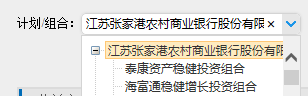 计划/组合: 江苏张家港农村商业银行股份有限
江苏张家港农村商业银行股份有限
泰康资产稳健投资组合
海富通稳健增长投资组合